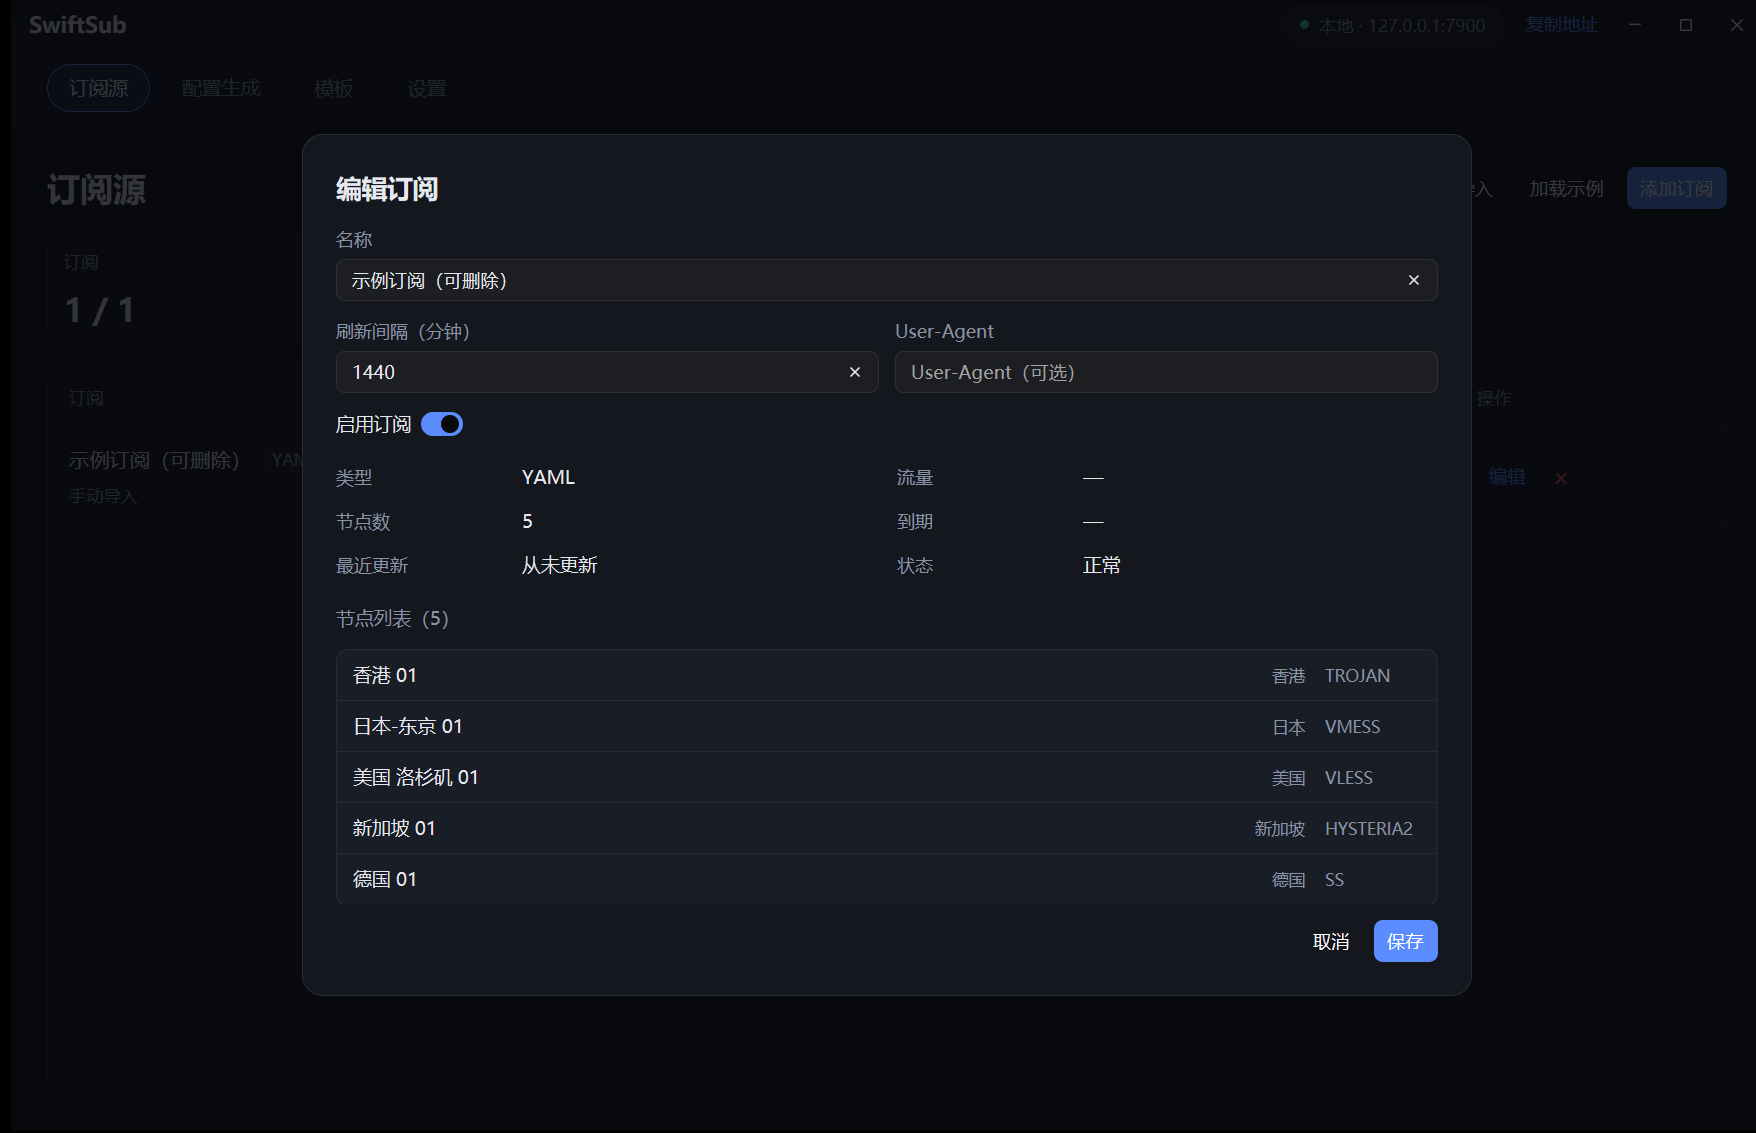 SwiftSub
本地 · 127.0.0.1:7900 复制地址
订阅源 配置生成 模板 设置
订阅源
入 加载示例 添加订阅
订阅
1 / 1
订阅 操作
示例订阅（可删除）
手动导入
编辑
编辑订阅
名称
示例订阅（可删除）
刷新间隔（分钟） User-Agent
1440 User-Agent（可选）
启用订阅
类型 YAML 流量 —
节点数 5 到期 —
最近更新 从未更新 状态 正常
节点列表（5）
香港 01 香港 TROJAN
日本-东京 01 日本 VMESS
美国 洛杉矶 01 美国 VLESS
新加坡 01 新加坡 HYSTERIA2
德国 01 德国 SS
取消 保存